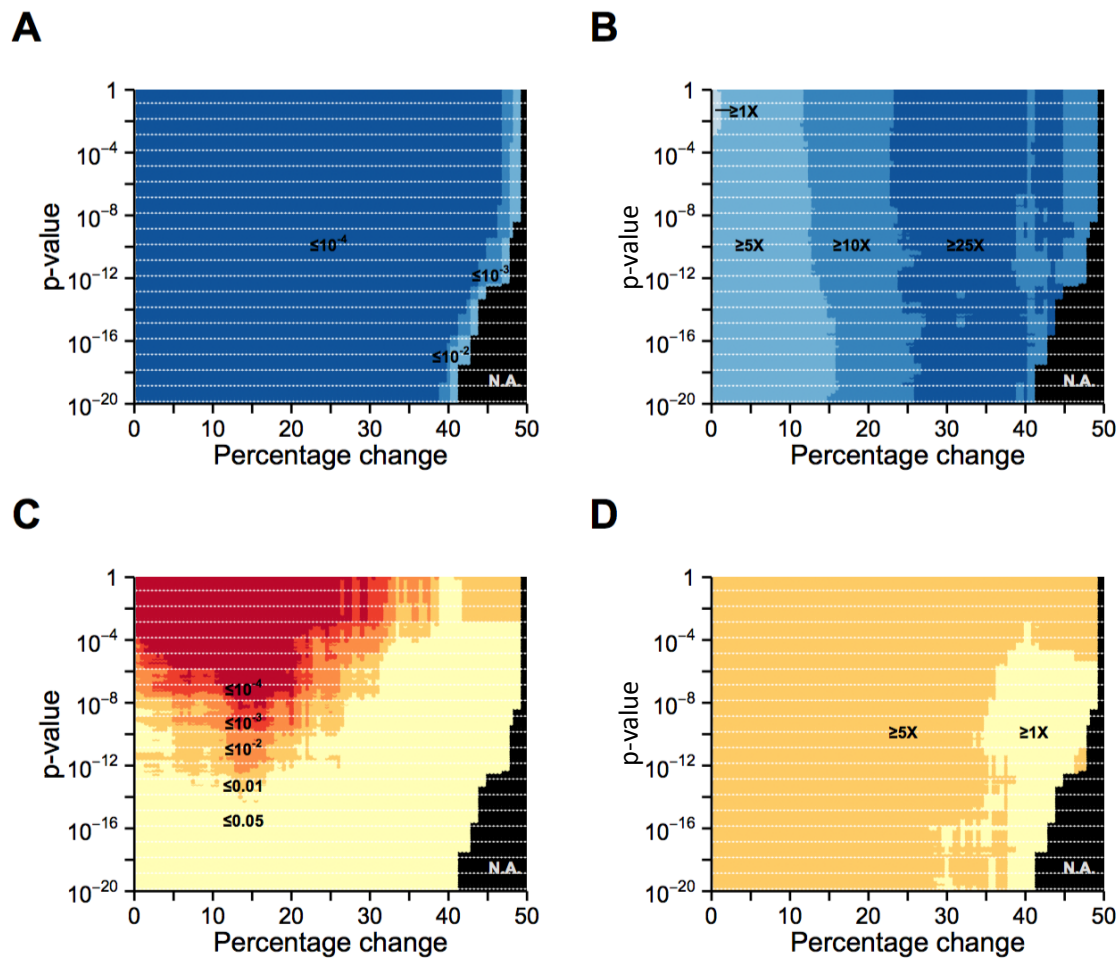 A
B
1
10⁻⁴
10⁻⁸
10⁻¹²
10⁻¹⁶
10⁻²⁰
p-value
≤10⁻⁴
≤10⁻³
≤10⁻²
N.A.
0 10 20 30 40 50
Percentage change
1
10⁻⁴
10⁻⁸
10⁻¹²
10⁻¹⁶
10⁻²⁰
p-value
≥1X
≥5X
≥10X
≥25X
N.A.
0 10 20 30 40 50
Percentage change
C
D
1
10⁻⁴
10⁻⁸
10⁻¹²
10⁻¹⁶
10⁻²⁰
p-value
≤10⁻⁴
≤10⁻³
≤10⁻²
≤0.01
≤0.05
N.A.
0 10 20 30 40 50
Percentage change
1
10⁻⁴
10⁻⁸
10⁻¹²
10⁻¹⁶
10⁻²⁰
p-value
≥5X
≥1X
N.A.
0 10 20 30 40 50
Percentage change